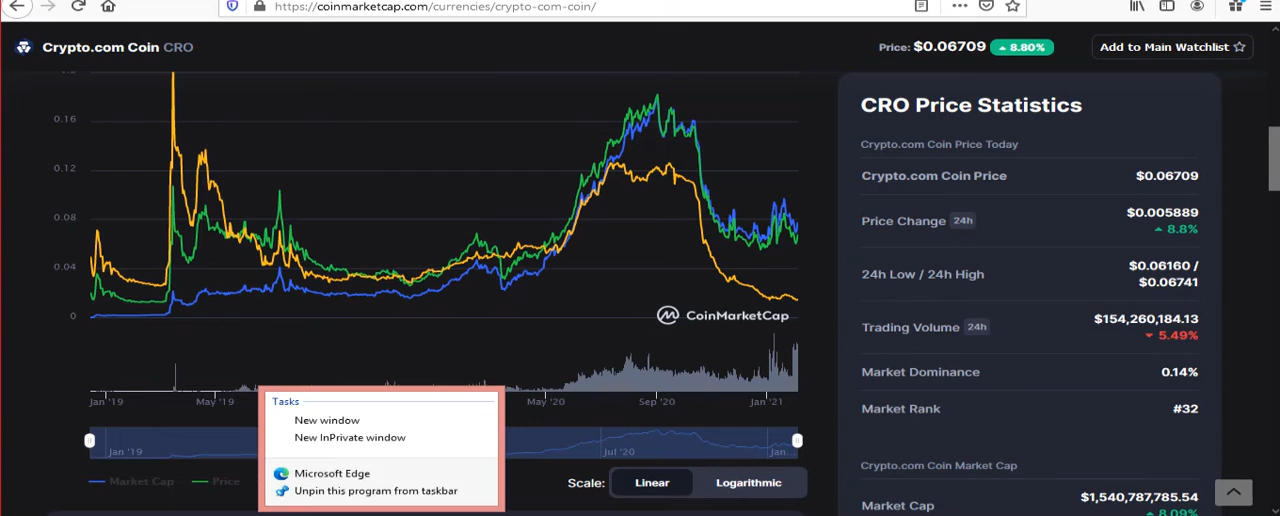 https://coinmarketcap.com/currencies/crypto-com-coin/
Crypto.com Coin CRO
Price: $0.06709 8.80%
Add to Main Watchlist
0.16
0.12
0.08
0.04
0
CoinMarketCap
Jan '19 May '19 May '20 Sep '20 Jan '21
Jan '19 Jul '20 Jan...
Market Cap Price
Scale: Linear Logarithmic
Tasks
New window
New InPrivate window
Microsoft Edge
Unpin this program from taskbar
CRO Price Statistics
Crypto.com Coin Price Today
Crypto.com Coin Price $0.06709
Price Change 24h $0.005889
8.8%
24h Low / 24h High $0.06160 /
$0.06741
Trading Volume 24h $154,260,184.13
5.49%
Market Dominance 0.14%
Market Rank #32
Crypto.com Coin Market Cap
Market Cap $1,540,787,785.54
8.09%